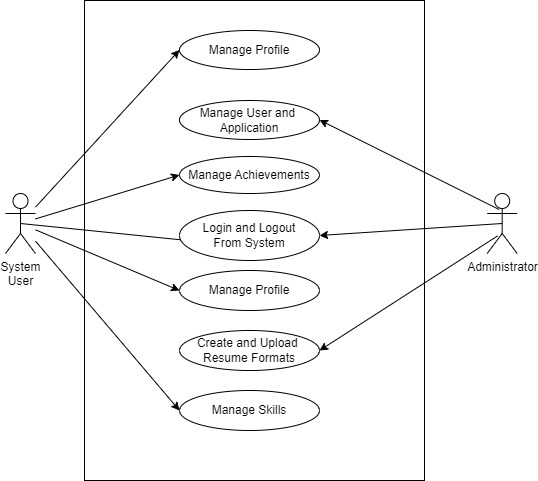 Manage Profile
Manage User and
Application
Manage Achievements
Login and Logout
From System
System
User
Administrator
Manage Profile
Create and Upload
Resume Formats
Manage Skills